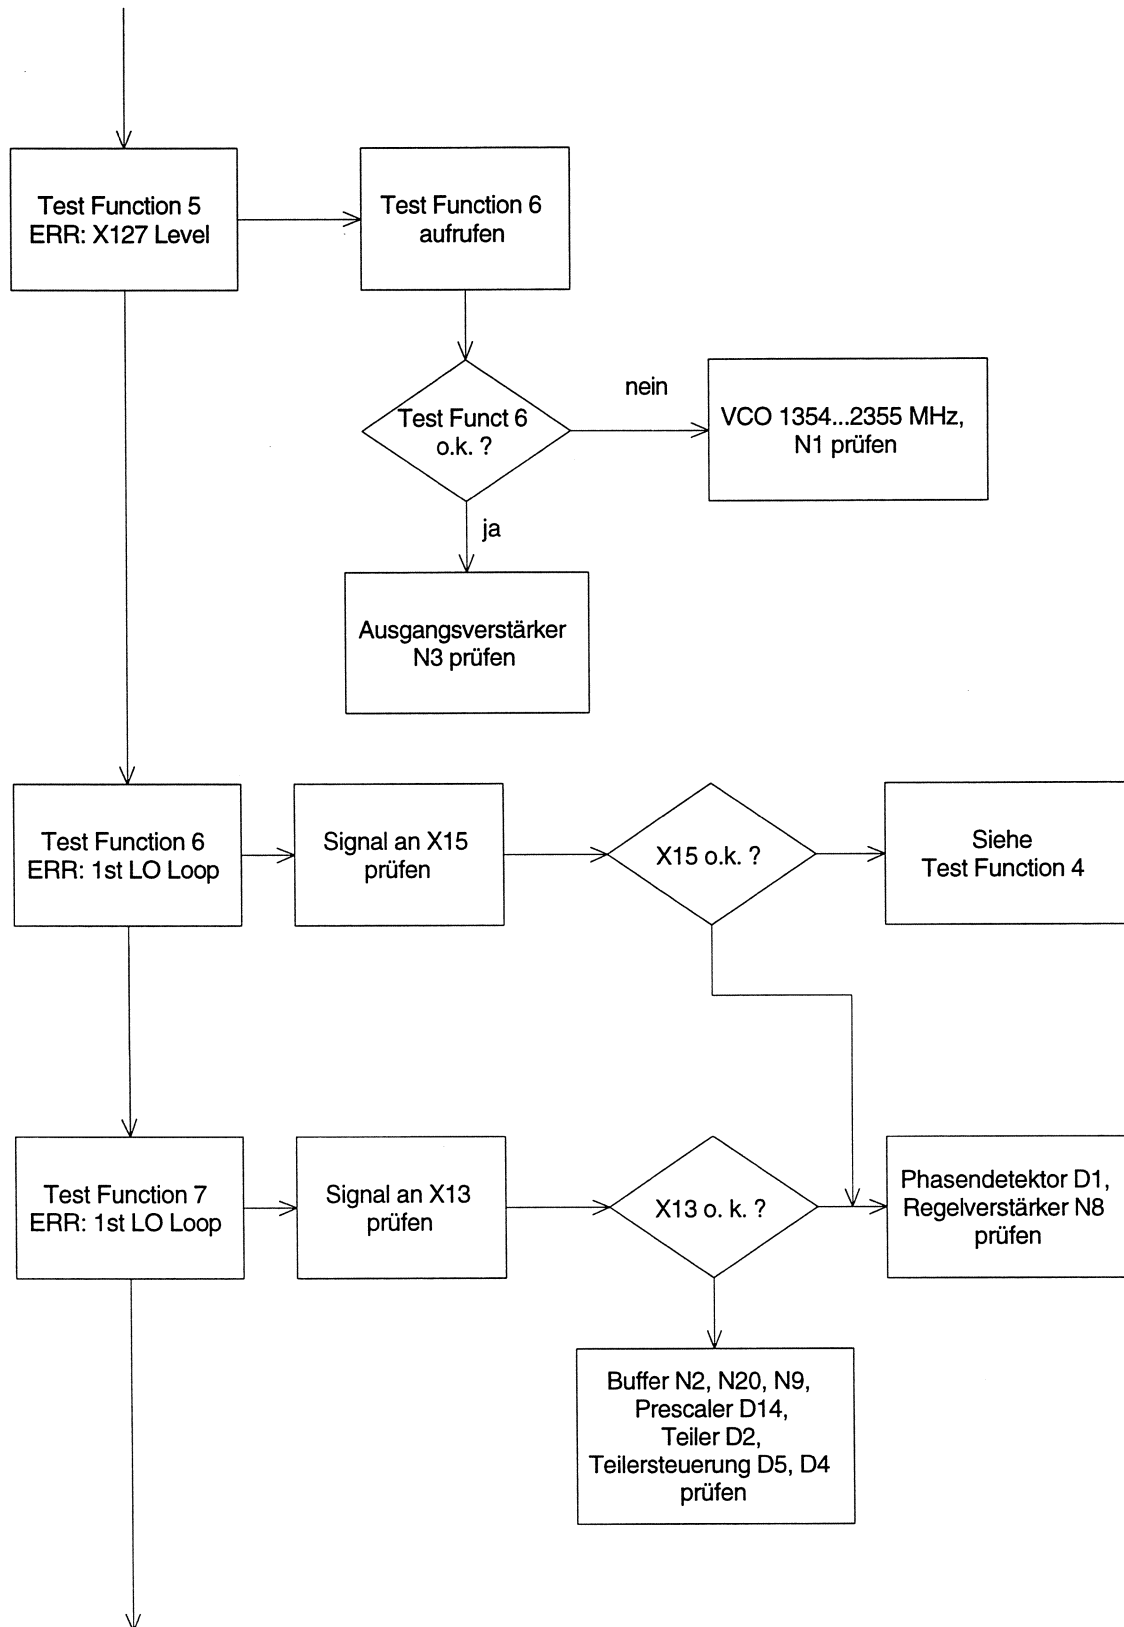 Test Function 5
ERR: X127 Level
Test Function 6
aufrufen
Test Funct 6
o.k. ?
nein
VCO 1354...2355 MHz,
N1 prüfen
ja
Ausgangsverstärker
N3 prüfen
Test Function 6
ERR: 1st LO Loop
Signal an X15
prüfen
X15 o.k. ?
Siehe
Test Function 4
Test Function 7
ERR: 1st LO Loop
Signal an X13
prüfen
X13 o. k. ?
Phasendetektor D1,
Regelverstärker N8
prüfen
Buffer N2, N20, N9,
Prescaler D14,
Teiler D2,
Teilersteuerung D5, D4
prüfen